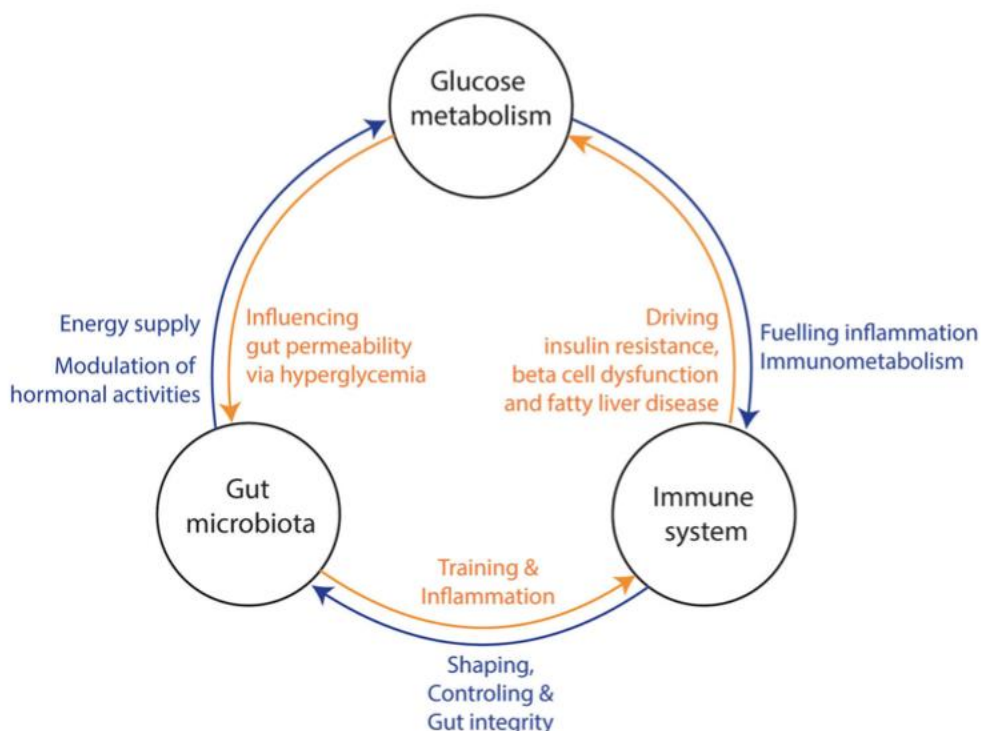 Glucose
metabolism
Energy supply
Modulation of
hormonal activities
Influencing
gut permeability
via hyperglycemia
Driving
insulin resistance,
beta cell dysfunction
and fatty liver disease
Fuelling inflammation
Immunometabolism
Gut
microbiota
Immune
system
Training &
Inflammation
Shaping,
Controling &
Gut integrity